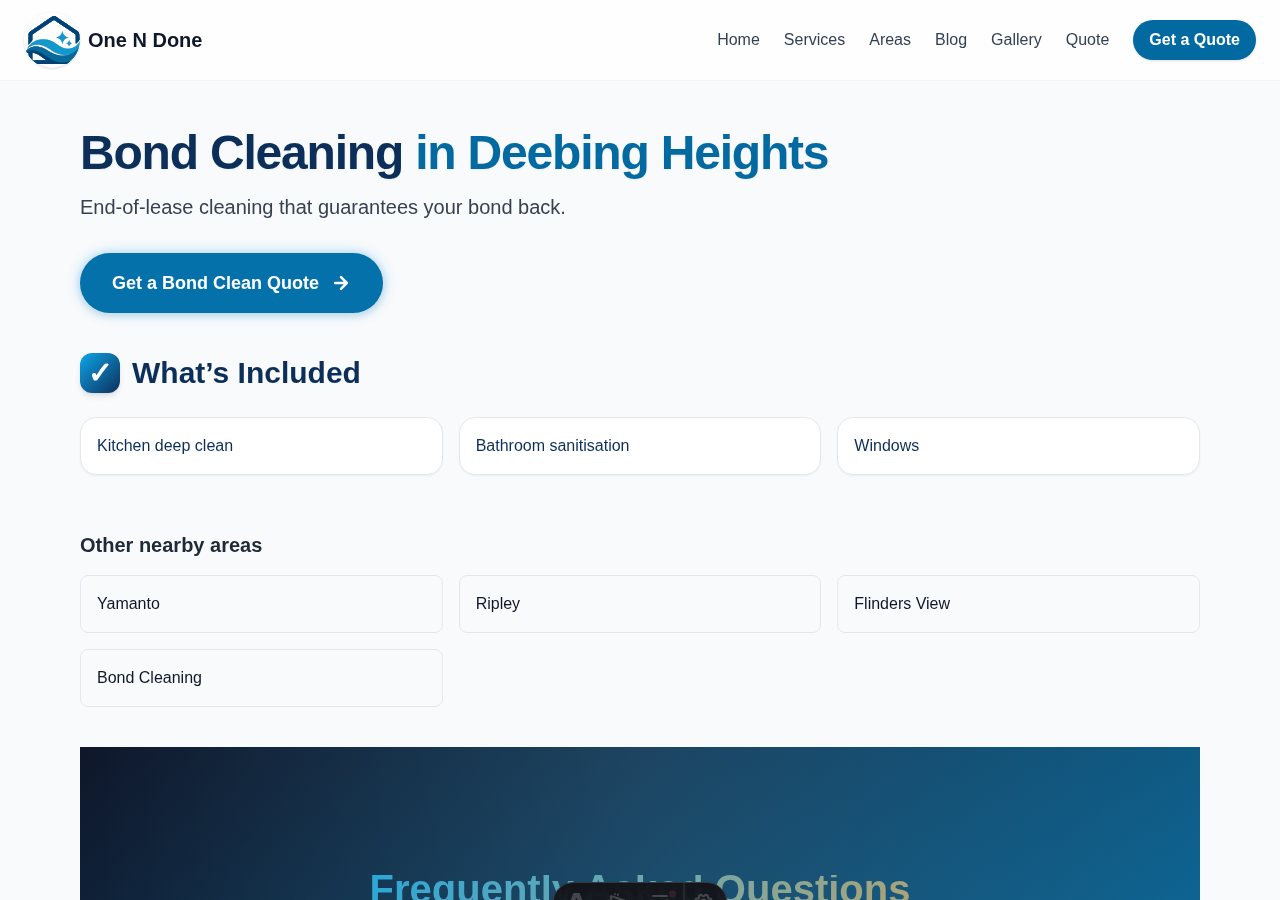 One N Done
Home Services Areas Blog Gallery Quote Get a Quote
Bond Cleaning in Deebing Heights
End-of-lease cleaning that guarantees your bond back.
Get a Bond Clean Quote →
✓ What’s Included
Kitchen deep clean
Bathroom sanitisation
Windows
Other nearby areas
Yamanto
Ripley
Flinders View
Bond Cleaning
Frequently Asked Questions